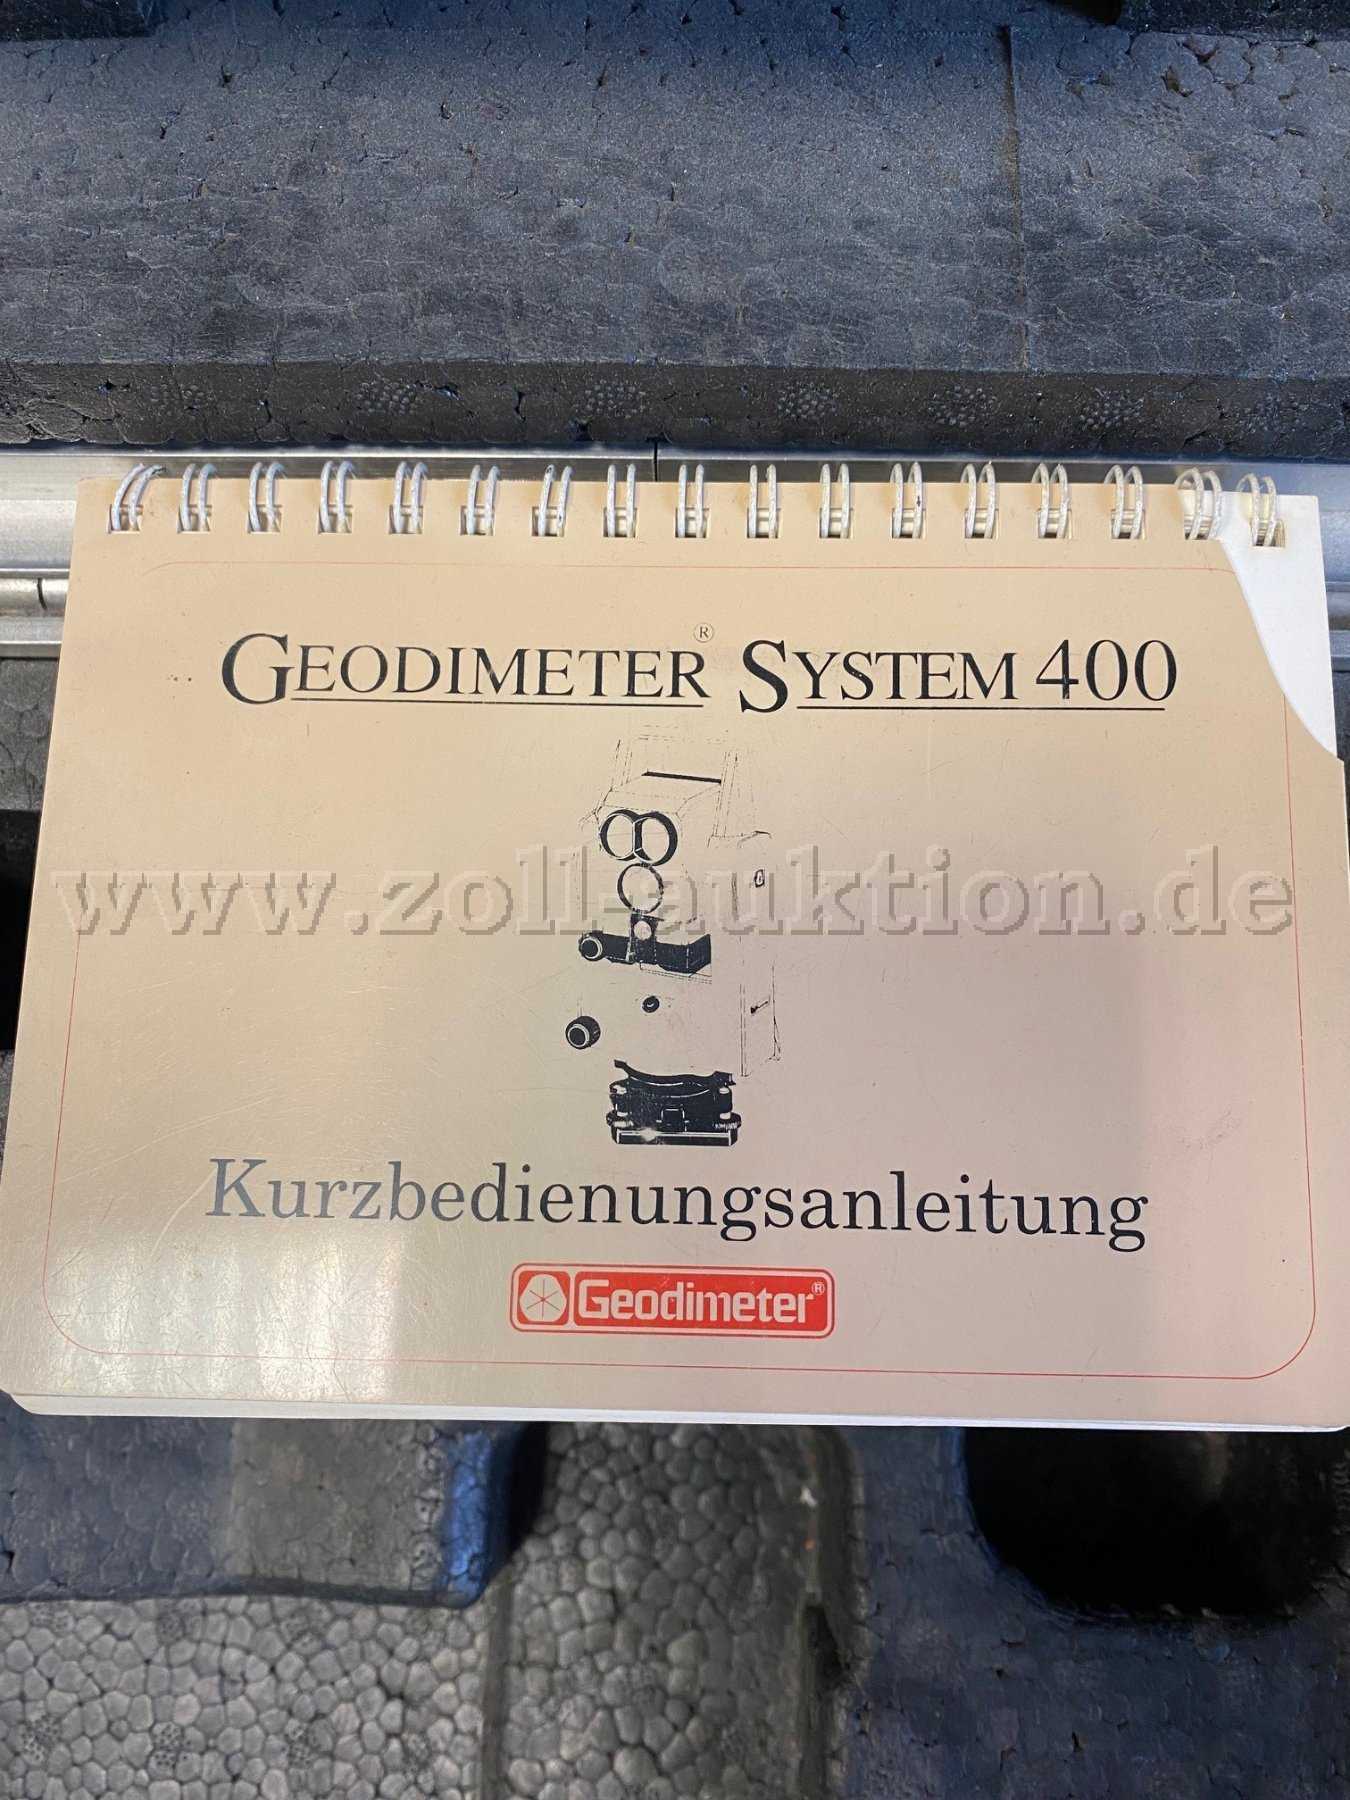 GEODIMETER® SYSTEM 400
www.zoll-auktion.de
Kurzbedienungsanleitung
Geodimeter®